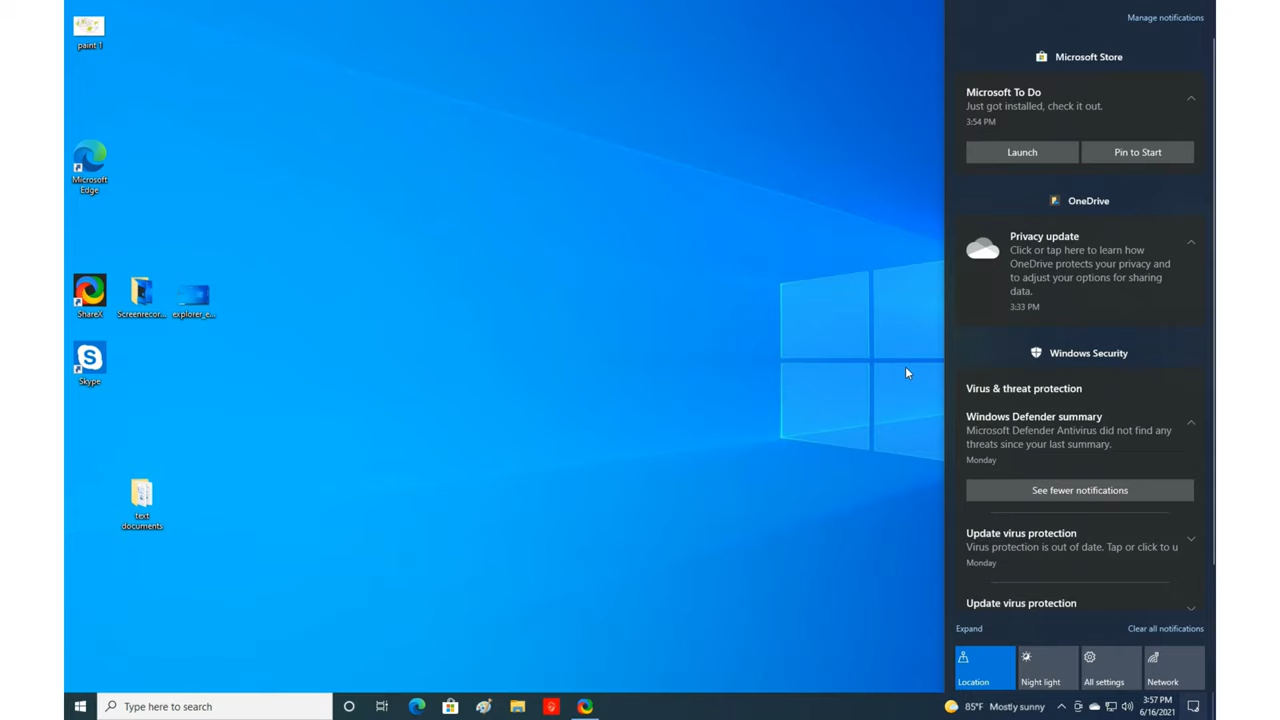 paint 1
Microsoft
Edge
ShareX
Screenrecor...
explorer_e...
Skype
text
documents
Manage notifications
Microsoft Store
Microsoft To Do
Just got installed, check it out.
3:54 PM
Launch
Pin to Start
OneDrive
Privacy update
Click or tap here to learn how
OneDrive protects your privacy and
to adjust your options for sharing
data.
3:33 PM
Windows Security
Virus & threat protection
Windows Defender summary
Microsoft Defender Antivirus did not find any
threats since your last summary.
Monday
See fewer notifications
Update virus protection
Virus protection is out of date. Tap or click to u
Monday
Update virus protection
Expand
Clear all notifications
Location
Night light
All settings
Network
Type here to search
85°F Mostly sunny
3:57 PM
6/16/2021